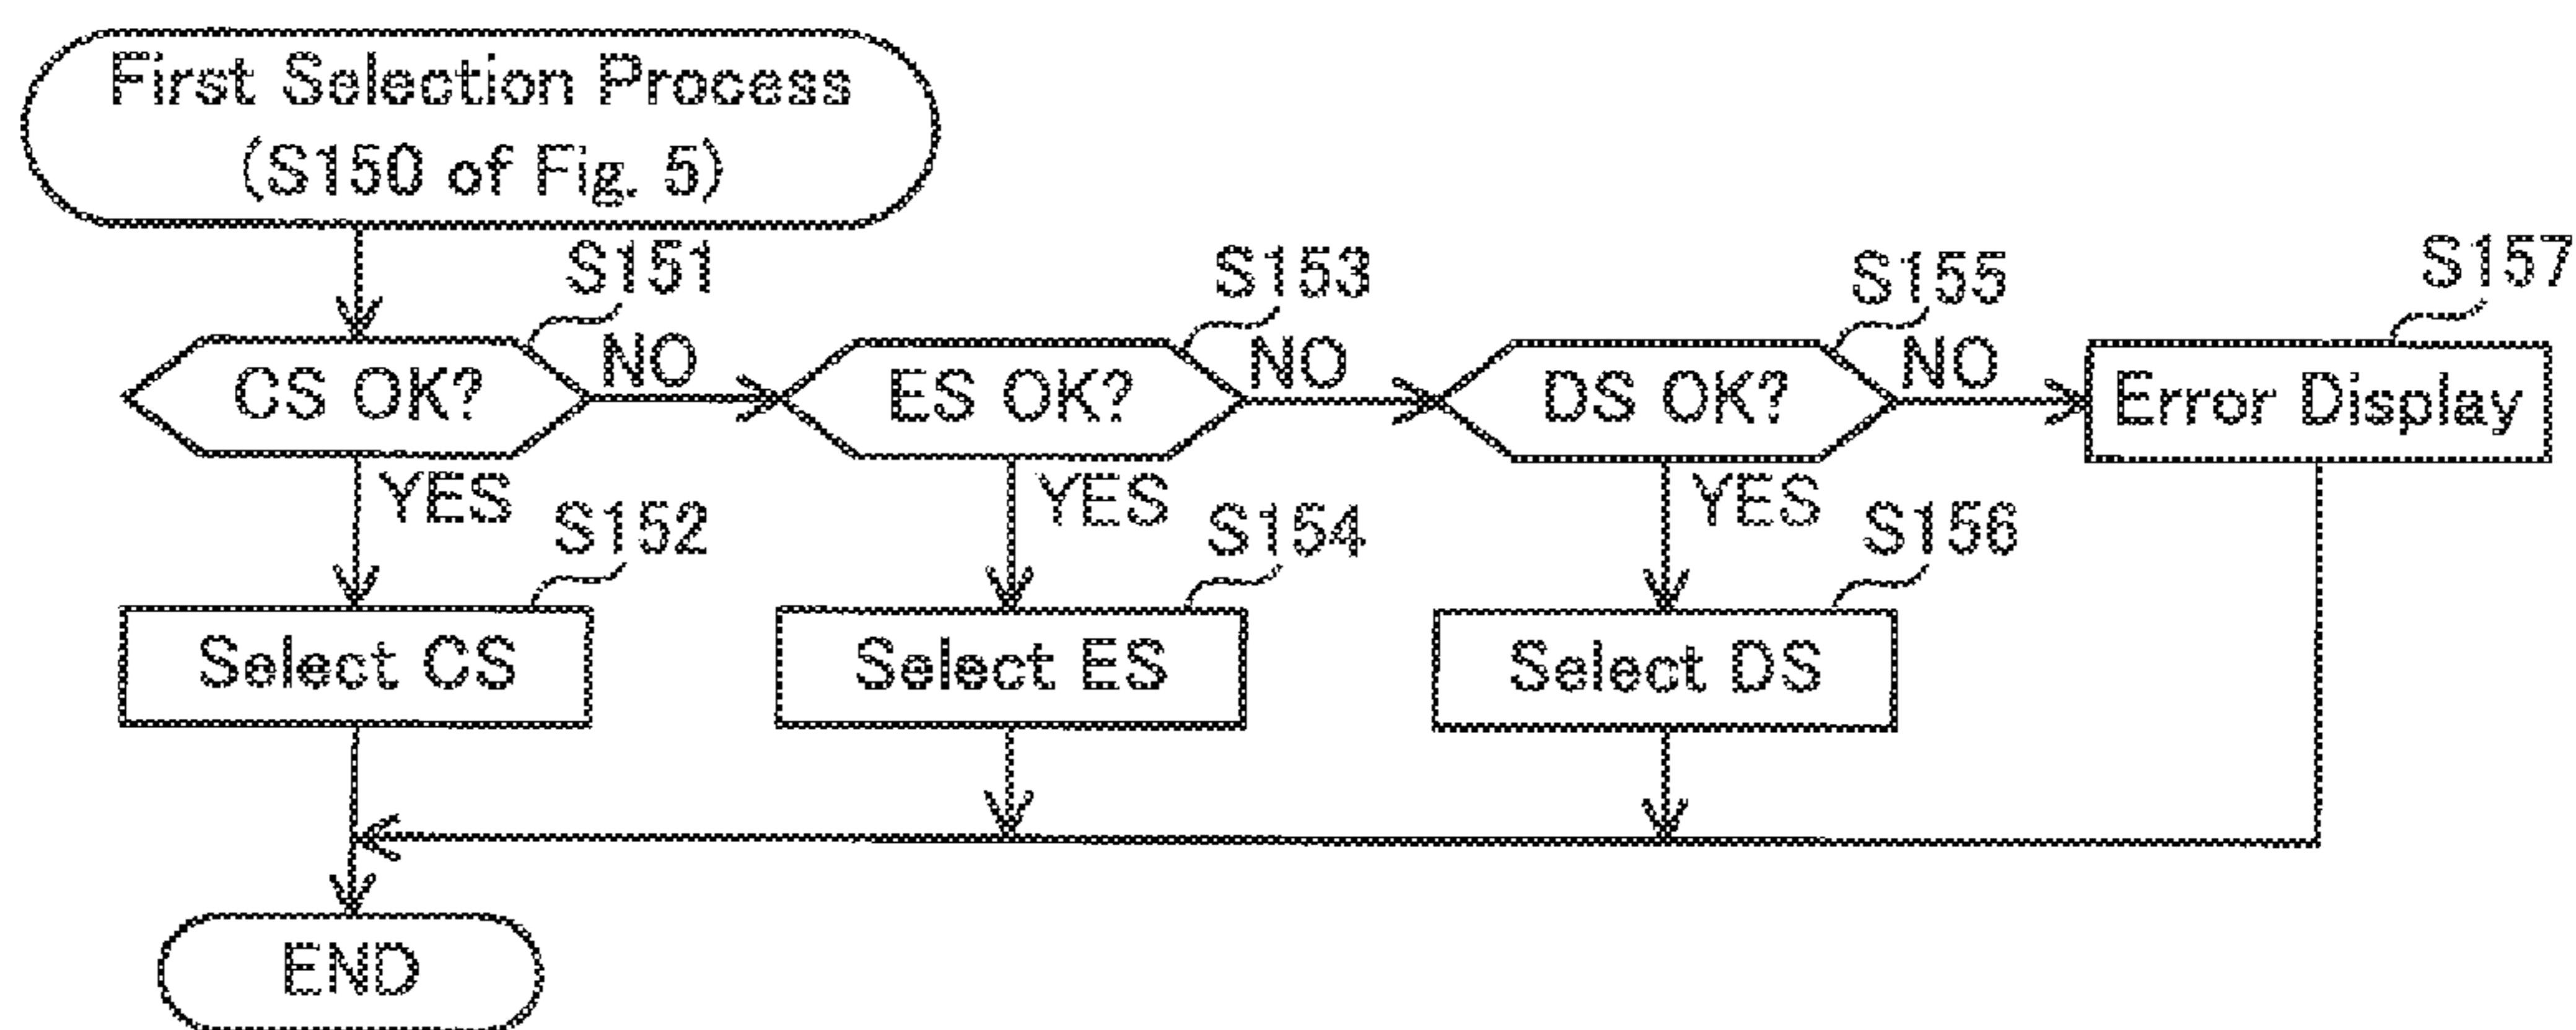 First Selection Process
(S150 of Fig. 5)
S151
S153
S155
S157
CS OK?
NO
ES OK?
NO
DS OK?
NO
Error Display
YES
YES
YES
S152
S154
S156
Select CS
Select ES
Select DS
END